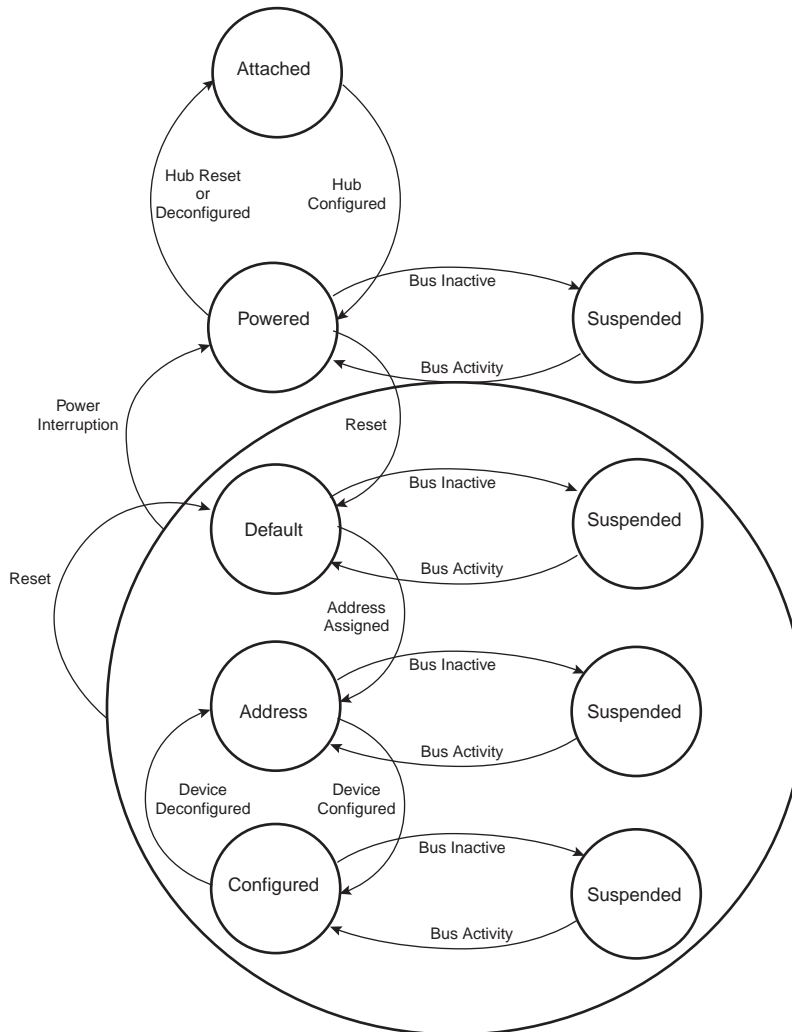 Attached
Hub Reset
or
Deconfigured
Hub
Configured
Bus Inactive
Powered
Suspended
Bus Activity
Power
Interruption
Reset
Bus Inactive
Default
Suspended
Bus Activity
Reset
Address
Assigned
Bus Inactive
Address
Suspended
Bus Activity
Device
Deconfigured
Device
Configured
Bus Inactive
Configured
Suspended
Bus Activity